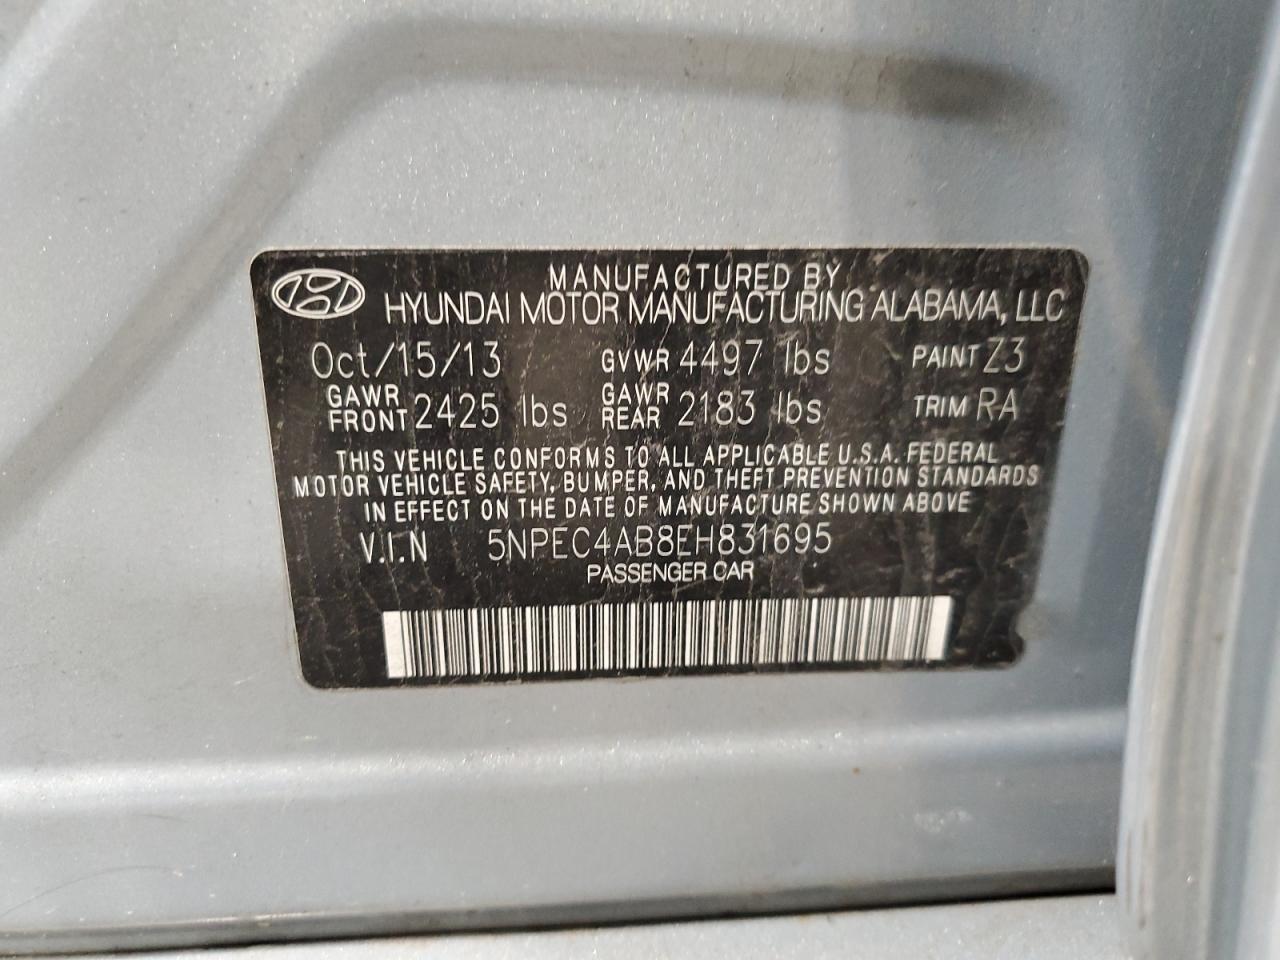 MANUFACTURED BY
HYUNDAI MOTOR MANUFACTURING ALABAMA, LLC
Oct/15/13 GVWR 4497 lbs PAINT Z3
GAWR FRONT 2425 lbs GAWR REAR 2183 lbs TRIM RA
THIS VEHICLE CONFORMS TO ALL APPLICABLE U.S.A. FEDERAL
MOTOR VEHICLE SAFETY, BUMPER, AND THEFT PREVENTION STANDARDS
IN EFFECT ON THE DATE OF MANUFACTURE SHOWN ABOVE
V.I.N 5NPEC4AB8EH831695
PASSENGER CAR